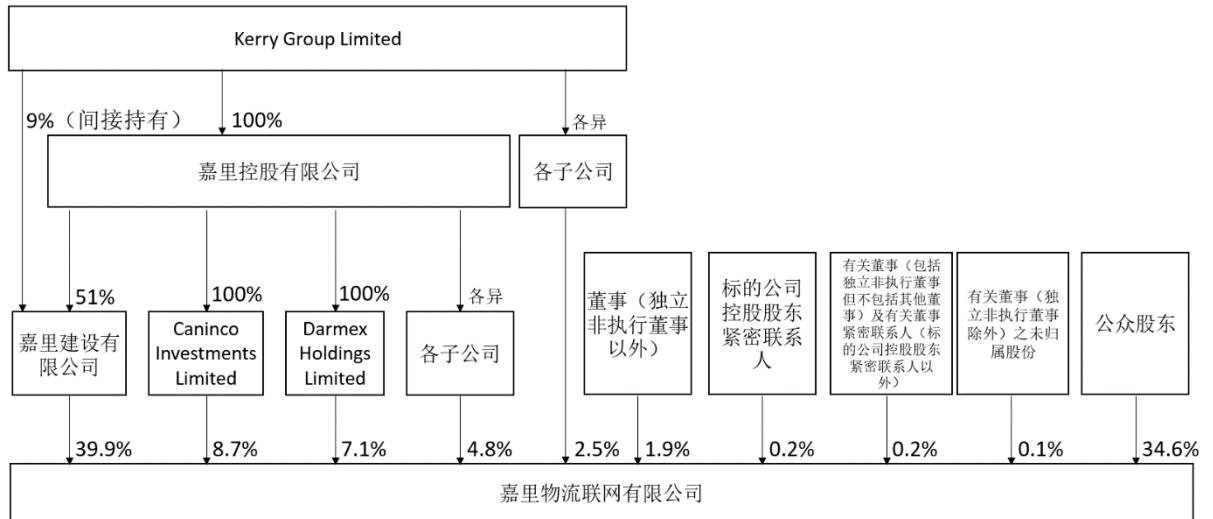 Kerry Group Limited
9%（间接持有）
100%
各异
嘉里控股有限公司
各子公司
51%
100%
100%
各异
嘉里建设有
限公司
Caninco
Investments
Limited
Darmex
Holdings
Limited
各子公司
董事（独立
非执行董事
以外）
标的公司
控股股东
紧密联系
人
有关董事（包括
独立非执行董事
但不包括其他董
事）及有关董事
紧密联系人（标
的公司控股股东
紧密联系人以
外）
有关董事（独
立非执行董事
除外）之未归
属股份
公众股东
39.9%
8.7%
7.1%
4.8%
2.5%
1.9%
0.2%
0.2%
0.1%
34.6%
嘉里物流联网有限公司